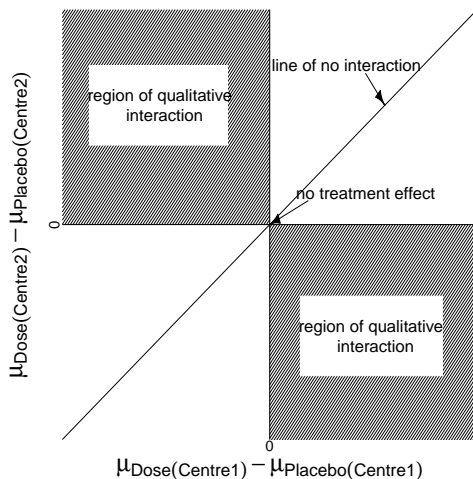 line of no interaction
region of qualitative
interaction
no treatment effect
0
μDose(Centre2) − μPlacebo(Centre2)
region of qualitative
interaction
0
μDose(Centre1) − μPlacebo(Centre1)